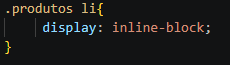 .produtos li{
    display: inline-block;
}